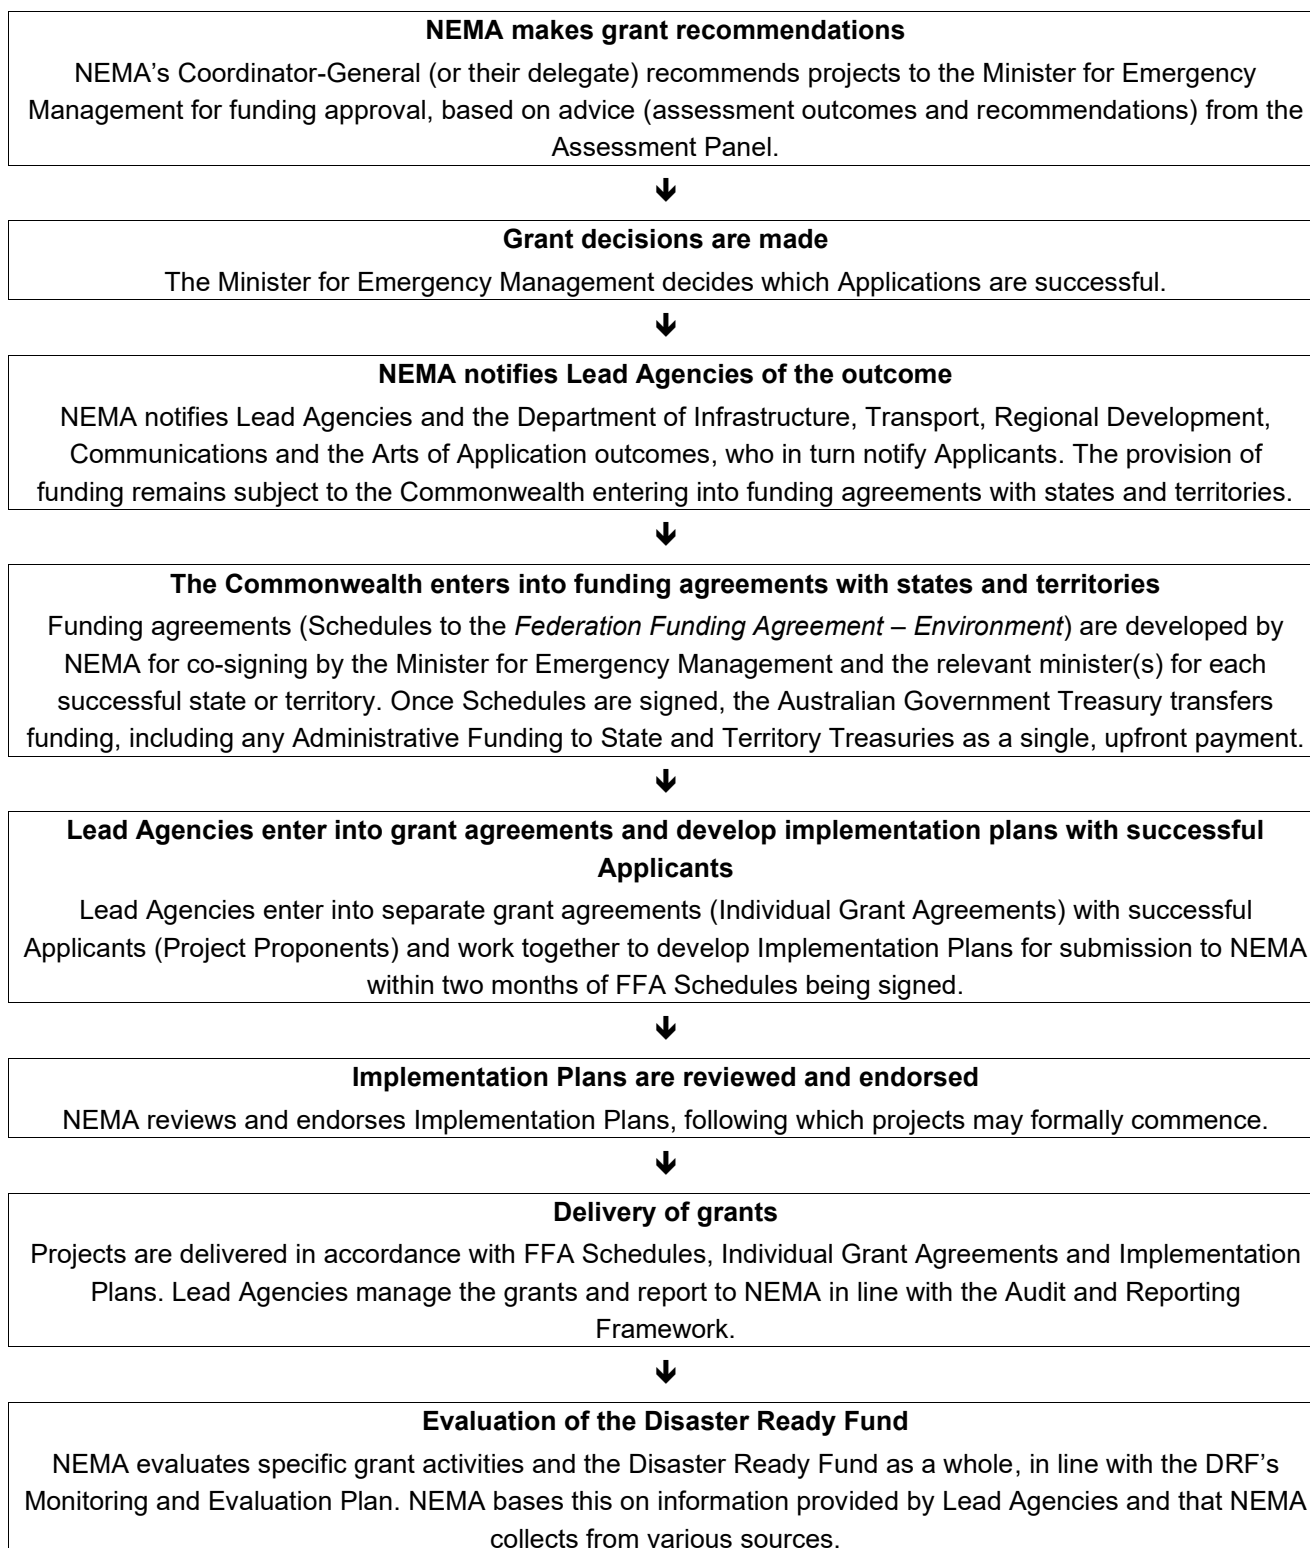 NEMA makes grant recommendations
NEMA’s Coordinator-General (or their delegate) recommends projects to the Minister for Emergency
Management for funding approval, based on advice (assessment outcomes and recommendations) from the
Assessment Panel.
🡻
Grant decisions are made
The Minister for Emergency Management decides which Applications are successful.
🡻
NEMA notifies Lead Agencies of the outcome
NEMA notifies Lead Agencies and the Department of Infrastructure, Transport, Regional Development,
Communications and the Arts of Application outcomes, who in turn notify Applicants. The provision of
funding remains subject to the Commonwealth entering into funding agreements with states and territories.
🡻
The Commonwealth enters into funding agreements with states and territories
Funding agreements (Schedules to the Federation Funding Agreement – Environment) are developed by
NEMA for co-signing by the Minister for Emergency Management and the relevant minister(s) for each
successful state or territory. Once Schedules are signed, the Australian Government Treasury transfers
funding, including any Administrative Funding to State and Territory Treasuries as a single, upfront payment.
🡻
Lead Agencies enter into grant agreements and develop implementation plans with successful
Applicants
Lead Agencies enter into separate grant agreements (Individual Grant Agreements) with successful
Applicants (Project Proponents) and work together to develop Implementation Plans for submission to NEMA
within two months of FFA Schedules being signed.
🡻
Implementation Plans are reviewed and endorsed
NEMA reviews and endorses Implementation Plans, following which projects may formally commence.
🡻
Delivery of grants
Projects are delivered in accordance with FFA Schedules, Individual Grant Agreements and Implementation
Plans. Lead Agencies manage the grants and report to NEMA in line with the Audit and Reporting
Framework.
🡻
Evaluation of the Disaster Ready Fund
NEMA evaluates specific grant activities and the Disaster Ready Fund as a whole, in line with the DRF’s
Monitoring and Evaluation Plan. NEMA bases this on information provided by Lead Agencies and that NEMA
collects from various sources.